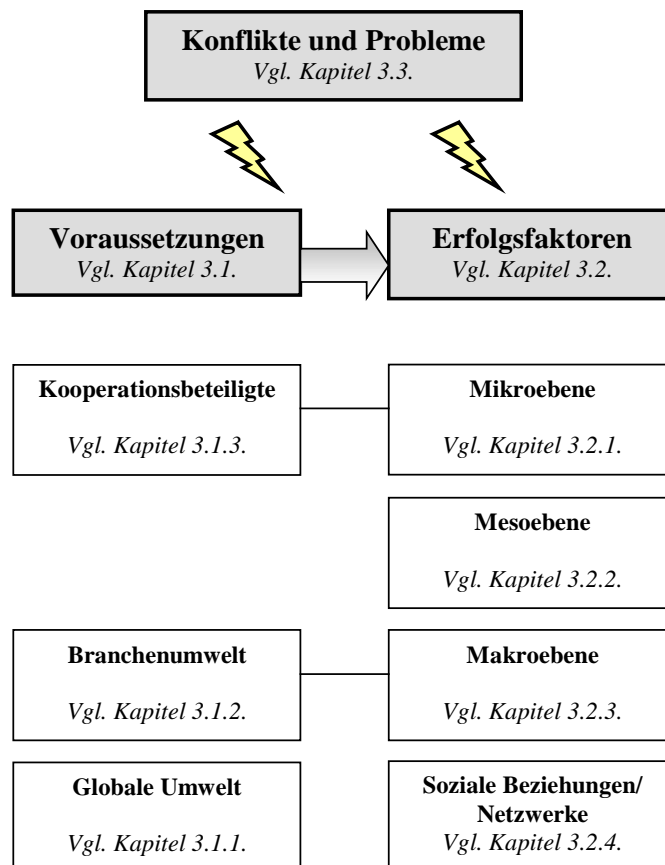 Konflikte und Probleme
Vgl. Kapitel 3.3.
Voraussetzungen
Vgl. Kapitel 3.1.
Erfolgsfaktoren
Vgl. Kapitel 3.2.
Kooperationsbeteiligte
Vgl. Kapitel 3.1.3.
Mikroebene
Vgl. Kapitel 3.2.1.
Mesoebene
Vgl. Kapitel 3.2.2.
Branchenumwelt
Vgl. Kapitel 3.1.2.
Makroebene
Vgl. Kapitel 3.2.3.
Globale Umwelt
Vgl. Kapitel 3.1.1.
Soziale Beziehungen/
Netzwerke
Vgl. Kapitel 3.2.4.